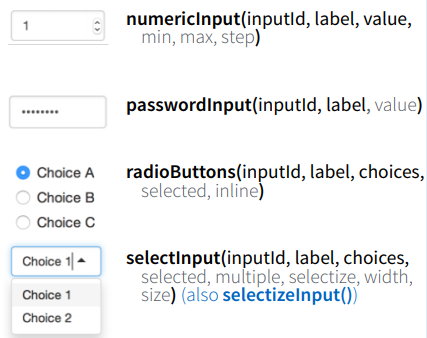 1
numericInput(inputId, label, value,
min, max, step)
••••••••
passwordInput(inputId, label, value)
Choice A
Choice B
Choice C
radioButtons(inputId, label, choices,
selected, inline)
Choice 1
Choice 1
Choice 2
selectInput(inputId, label, choices,
selected, multiple, selectize, width,
size) (also selectizeInput())